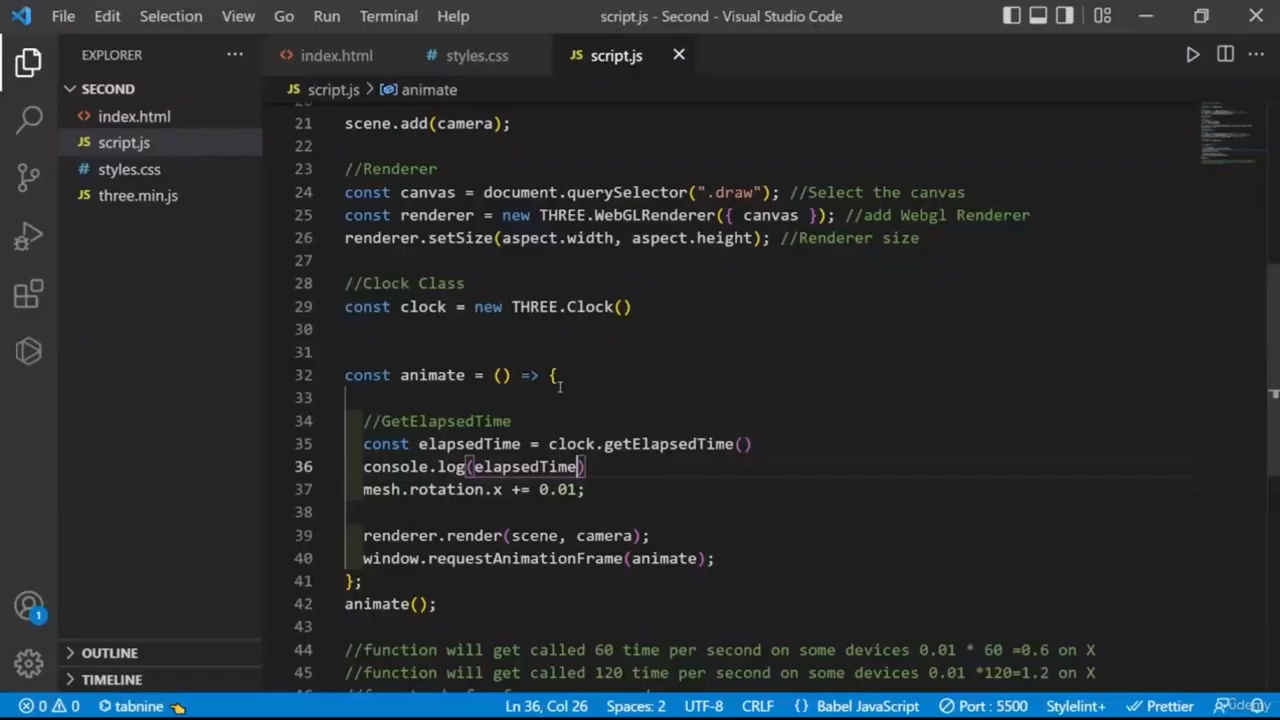 File Edit Selection View Go Run Terminal Help script.js - Second - Visual Studio Code
EXPLORER
SECOND
index.html
script.js
styles.css
three.min.js
OUTLINE
TIMELINE
index.html styles.css script.js
script.js > animate
21 scene.add(camera);
22
23 //Renderer
24 const canvas = document.querySelector(".draw"); //Select the canvas
25 const renderer = new THREE.WebGLRenderer({ canvas }); //add Webgl Renderer
26 renderer.setSize(aspect.width, aspect.height); //Renderer size
27
28 //Clock Class
29 const clock = new THREE.Clock()
30
31
32 const animate = () => {
33
34 //GetElapsedTime
35 const elapsedTime = clock.getElapsedTime()
36 console.log(elapsedTime)
37 mesh.rotation.x += 0.01;
38
39 renderer.render(scene, camera);
40 window.requestAnimationFrame(animate);
41 };
42 animate();
43
44 //function will get called 60 time per second on some devices 0.01 * 60 =0.6 on X
45 //function will get called 120 time per second on some devices 0.01 *120=1.2 on X
1
0 0 tabnine Ln 36, Col 26 Spaces: 2 UTF-8 CRLF {} Babel JavaScript Port : 5500 Stylelint+ Prettier
Udemy